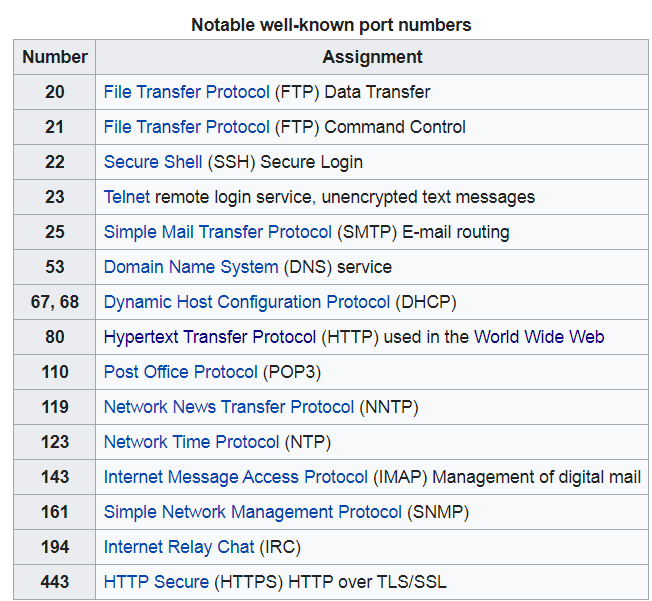 Notable well-known port numbers
Number Assignment
20 File Transfer Protocol (FTP) Data Transfer
21 File Transfer Protocol (FTP) Command Control
22 Secure Shell (SSH) Secure Login
23 Telnet remote login service, unencrypted text messages
25 Simple Mail Transfer Protocol (SMTP) E-mail routing
53 Domain Name System (DNS) service
67, 68 Dynamic Host Configuration Protocol (DHCP)
80 Hypertext Transfer Protocol (HTTP) used in the World Wide Web
110 Post Office Protocol (POP3)
119 Network News Transfer Protocol (NNTP)
123 Network Time Protocol (NTP)
143 Internet Message Access Protocol (IMAP) Management of digital mail
161 Simple Network Management Protocol (SNMP)
194 Internet Relay Chat (IRC)
443 HTTP Secure (HTTPS) HTTP over TLS/SSL